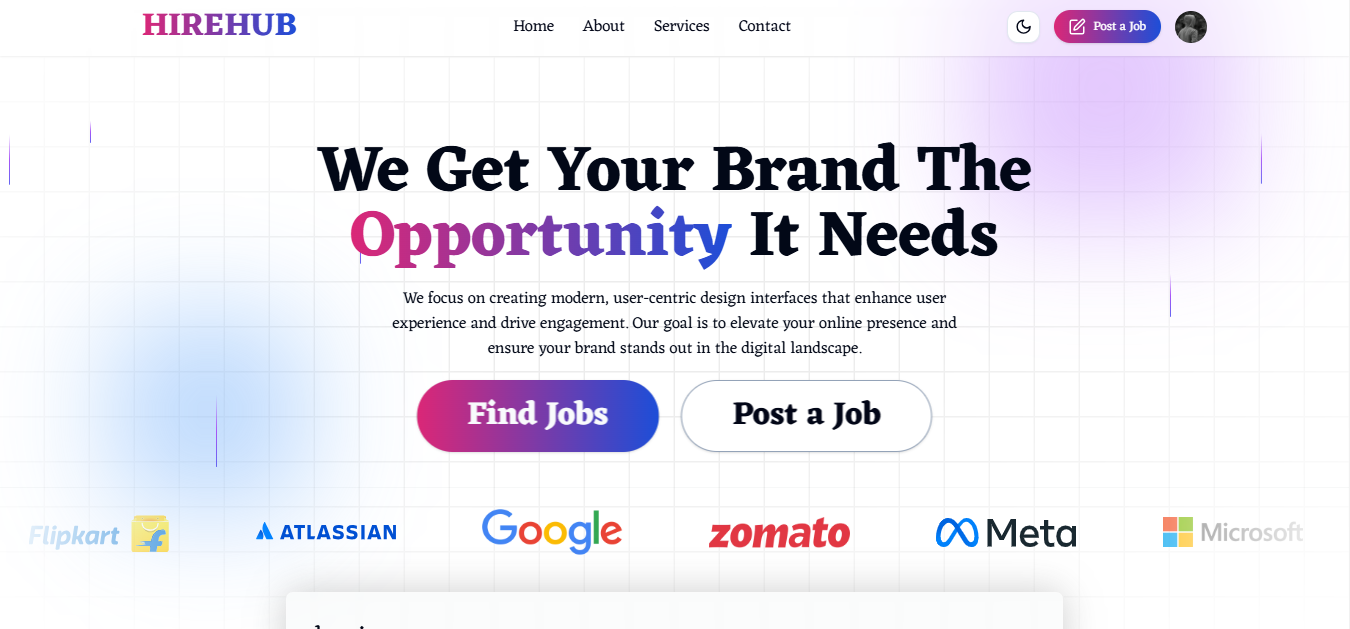 HIREHUB
Home About Services Contact
Post a Job
We Get Your Brand The
Opportunity It Needs
We focus on creating modern, user-centric design interfaces that enhance user
experience and drive engagement. Our goal is to elevate your online presence and
ensure your brand stands out in the digital landscape.
Find Jobs
Post a Job
Flipkart
ATLASSIAN
Google
zomato
Meta
Microsoft